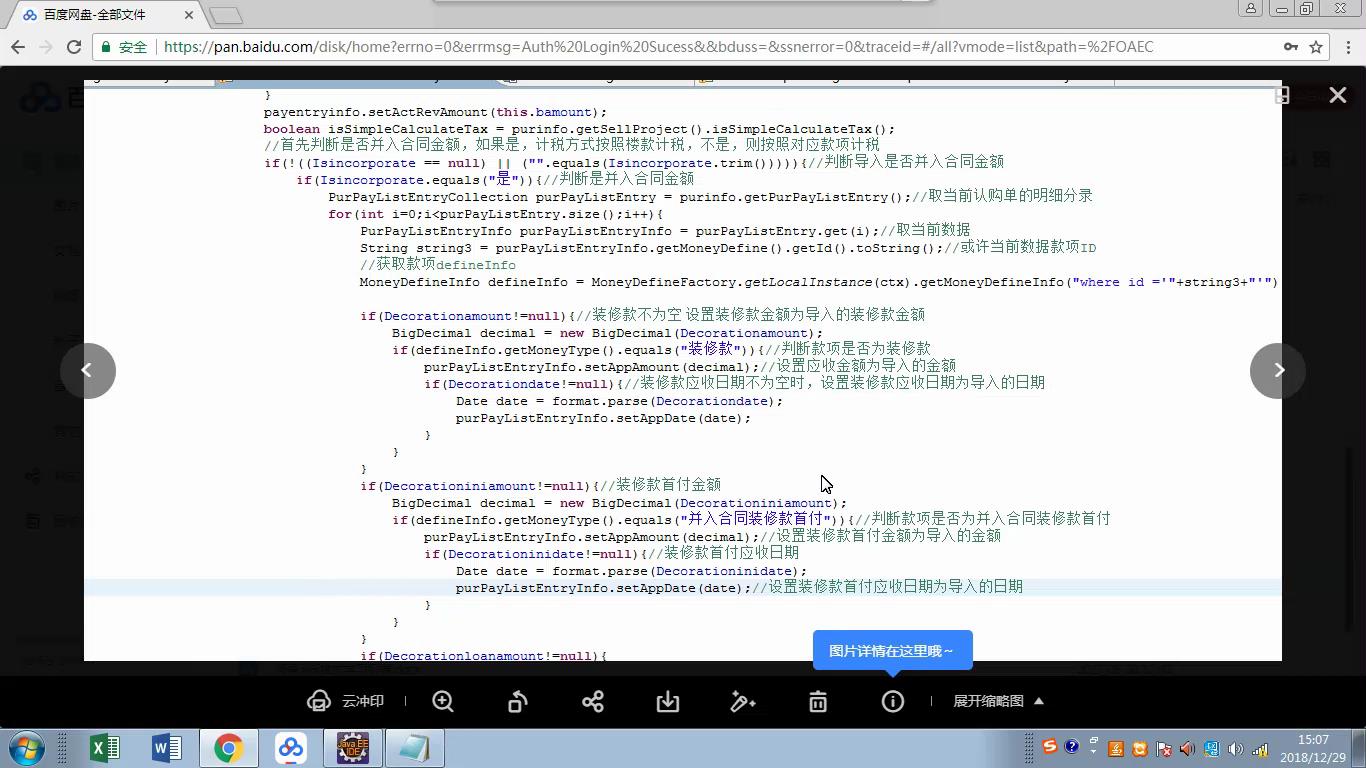 百度网盘-全部文件
安全 https://pan.baidu.com/disk/home?errno=0&errmsg=Auth%20Login%20Sucess&&bduss=&ssnerror=0&traceid=#/all?vmode=list&path=%2FOAEC
}
payentryinfo.setActRevAmount(this.bamount);
boolean isSimpleCalculateTax = purinfo.getSellProject().isSimpleCalculateTax();
//首先判断是否并入合同金额，如果是，计税方式按照楼款计税，不是，则按照对应款项计税
if(!((Isincorporate == null) || ("".equals(Isincorporate.trim())))){//判断导入是否并入合同金额
if(Isincorporate.equals("是")){//判断是并入合同金额
PurPayListEntryCollection purPayListEntry = purinfo.getPurPayListEntry();//取当前认购单的明细分录
for(int i=0;i<purPayListEntry.size();i++){
PurPayListEntryInfo purPayListEntryInfo = purPayListEntry.get(i);//取当前数据
String string3 = purPayListEntryInfo.getMoneyDefine().getId().toString();//或许当前数据款项ID
//获取款项defineInfo
MoneyDefineInfo defineInfo = MoneyDefineFactory.getLocalInstance(ctx).getMoneyDefineInfo("where id ='"+string3+"'")
if(Decorationamount!=null){//装修款不为空 设置装修款金额为导入的装修款金额
BigDecimal decimal = new BigDecimal(Decorationamount);
if(defineInfo.getMoneyType().equals("装修款")){//判断款项是否为装修款
purPayListEntryInfo.setAppAmount(decimal);//设置应收金额为导入的金额
if(Decorationdate!=null){//装修款应收日期不为空时，设置装修款应收日期为导入的日期
Date date = format.parse(Decorationdate);
purPayListEntryInfo.setAppDate(date);
}
}
}
if(Decorationiniamount!=null){//装修款首付金额
BigDecimal decimal = new BigDecimal(Decorationiniamount);
if(defineInfo.getMoneyType().equals("并入合同装修款首付")){//判断款项是否为并入合同装修款首付
purPayListEntryInfo.setAppAmount(decimal);//设置装修款首付金额为导入的金额
if(Decorationinidate!=null){//装修款首付应收日期
Date date = format.parse(Decorationinidate);
purPayListEntryInfo.setAppDate(date);//设置装修款首付应收日期为导入的日期
}
}
}
if(Decorationloanamount!=null){
图片详情在这里哦～
云冲印 展开缩略图
15:07
2018/12/29